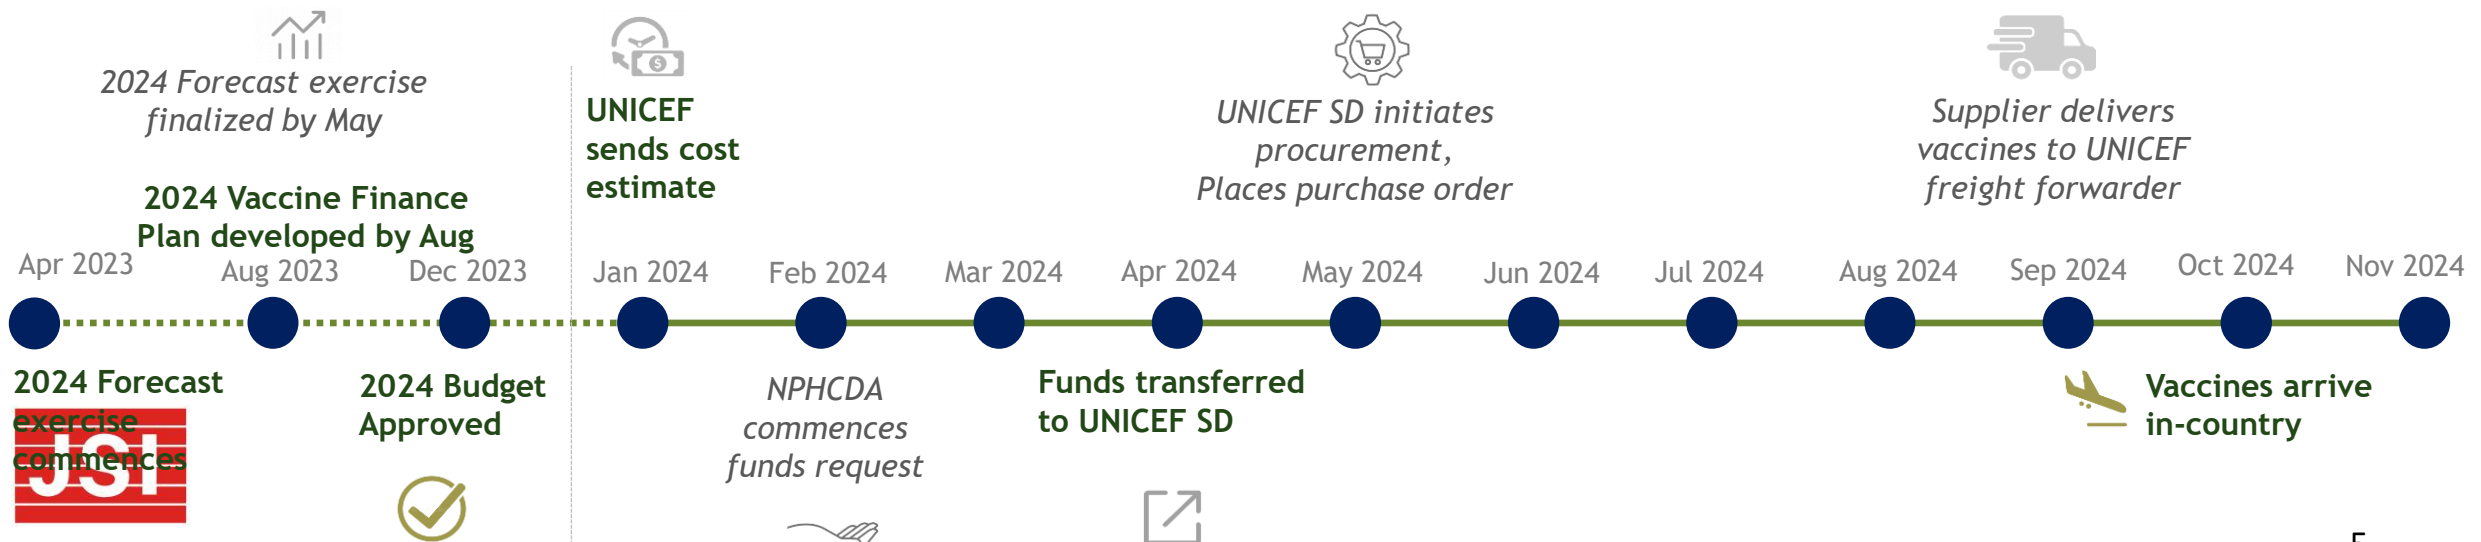 2024 Forecast exercise
finalized by May
2024 Vaccine Finance
Plan developed by Aug
UNICEF
sends cost
estimate
UNICEF SD initiates
procurement,
Places purchase order
Supplier delivers
vaccines to UNICEF
freight forwarder
Apr 2023
Aug 2023
Dec 2023
Jan 2024
Feb 2024
Mar 2024
Apr 2024
May 2024
Jun 2024
Jul 2024
Aug 2024
Sep 2024
Oct 2024
Nov 2024
2024 Forecast
exercise
commences
JSI
2024 Budget
Approved
NPHCDA
commences
funds request
Funds transferred
to UNICEF SD
Vaccines arrive
in-country